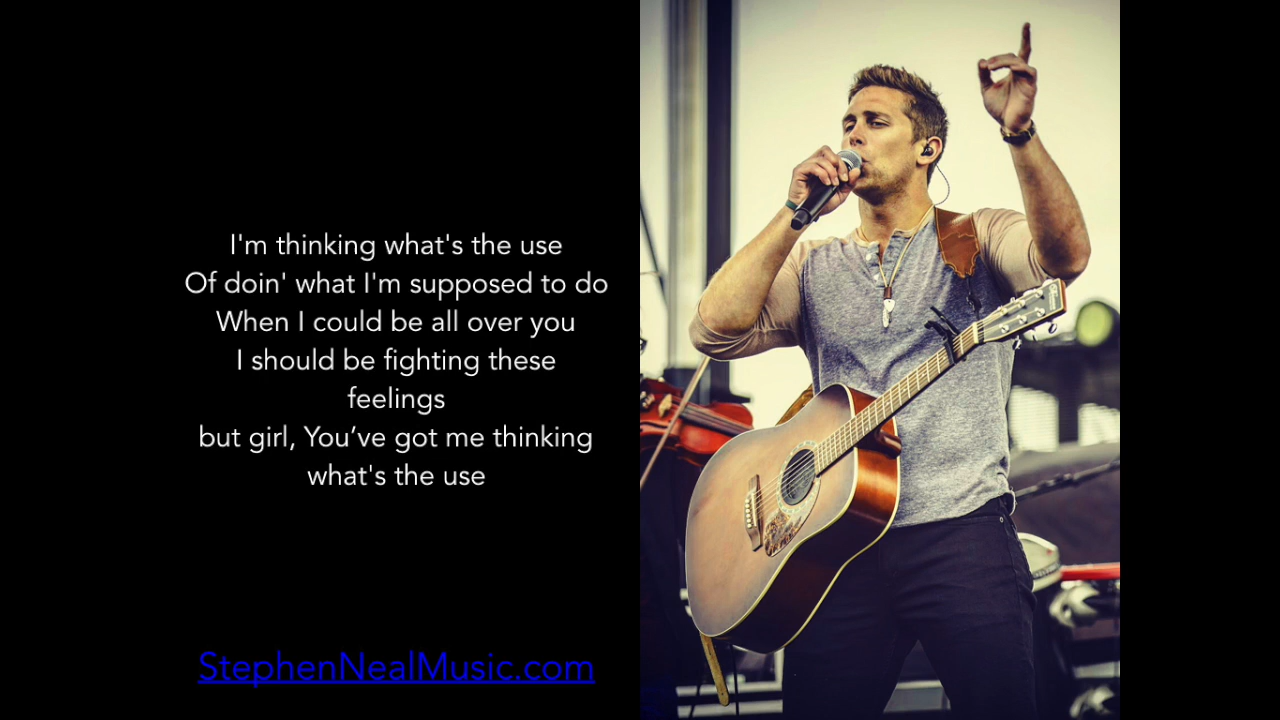 I'm thinking what's the use
Of doin' what I'm supposed to do
When I could be all over you
I should be fighting these
feelings
but girl, You’ve got me thinking
what's the use
StephenNealMusic.com